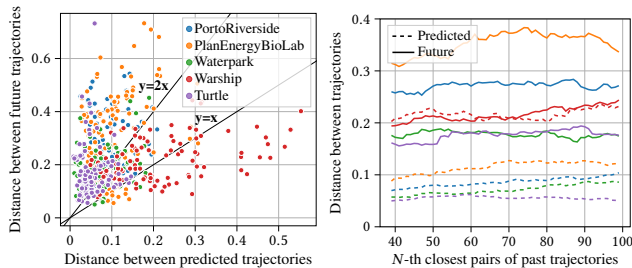 Distance between future trajectories
0.6
0.4
0.2
0
0
0.1
0.2
0.3
0.4
0.5
Distance between predicted trajectories
PortoRiverside
PlanEnergyBioLab
Waterpark
Warship
Turtle
y=2x
y=x
Distance between trajectories
0.4
0.3
0.2
0.1
0
40
50
60
70
80
90
100
N-th closest pairs of past trajectories
Predicted
Future